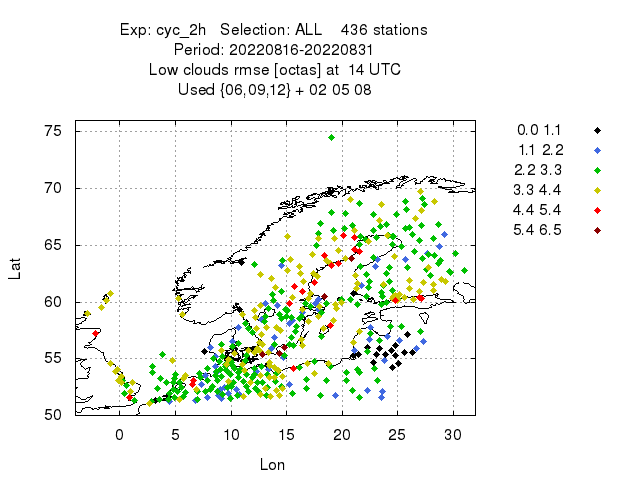 Exp: cyc_2h   Selection: ALL    436 stations
Period: 20220816-20220831
Low clouds rmse [octas] at  14 UTC
Used {06,09,12} + 02 05 08
75
70
65
60
55
50
Lat
0 5 10 15 20 25 30
Lon
0.0 1.1
1.1 2.2
2.2 3.3
3.3 4.4
4.4 5.4
5.4 6.5